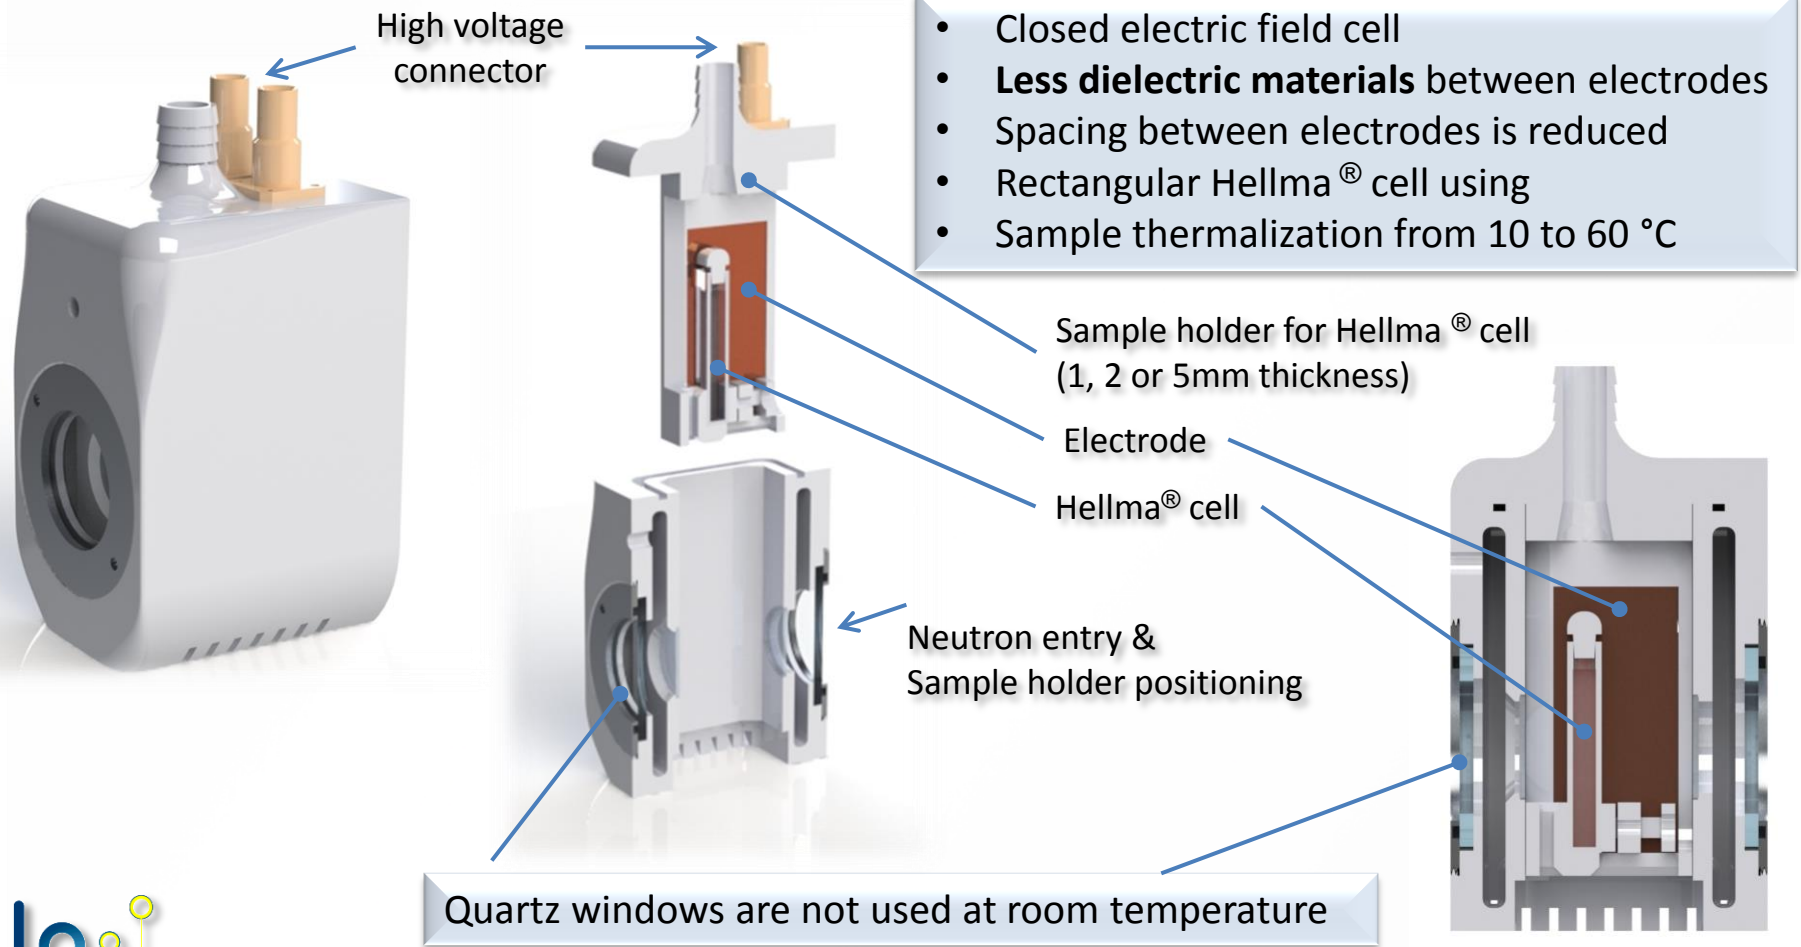 High voltage
connector
• Closed electric field cell
• Less dielectric materials between electrodes
• Spacing between electrodes is reduced
• Rectangular Hellma ® cell using
• Sample thermalization from 10 to 60 °C
Sample holder for Hellma ® cell
(1, 2 or 5mm thickness)
Electrode
Hellma® cell
Neutron entry &
Sample holder positioning
Quartz windows are not used at room temperature